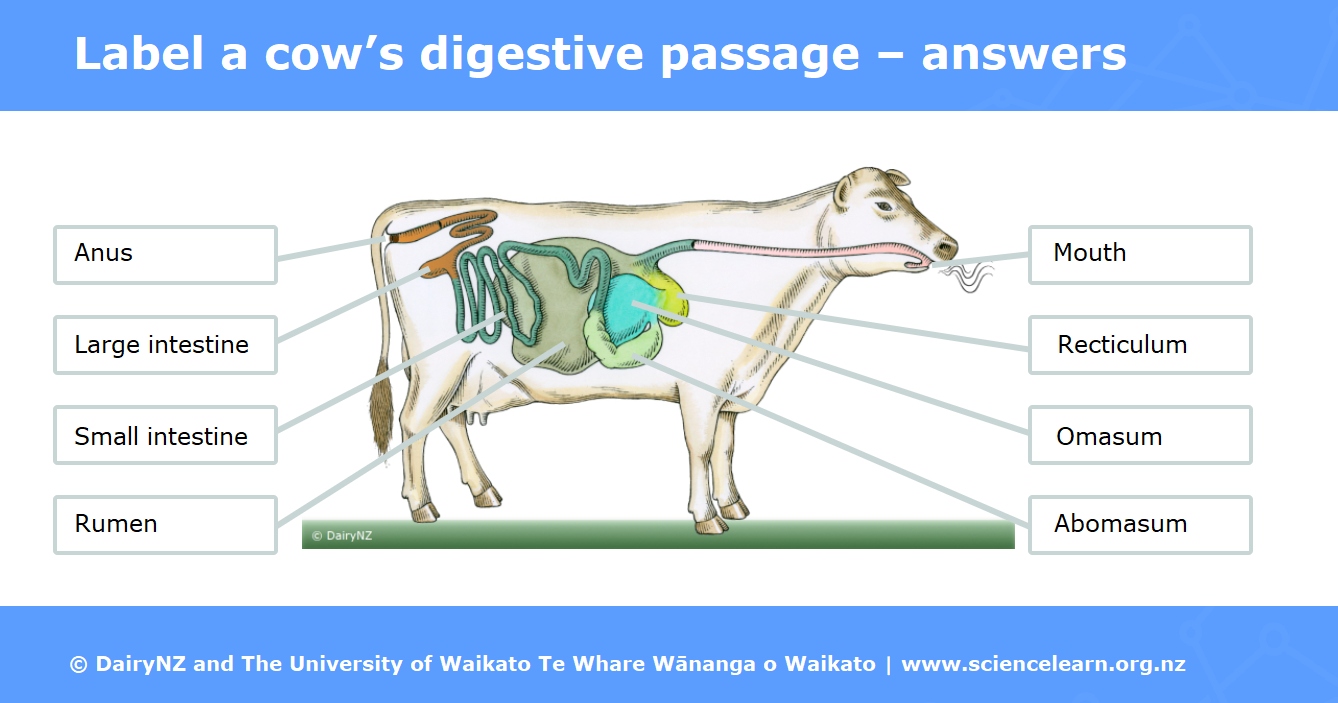 Label a cow’s digestive passage – answers
Anus
Large intestine
Small intestine
Rumen
Mouth
Recticulum
Omasum
Abomasum
© DairyNZ
© DairyNZ and The University of Waikato Te Whare Wānanga o Waikato | www.sciencelearn.org.nz